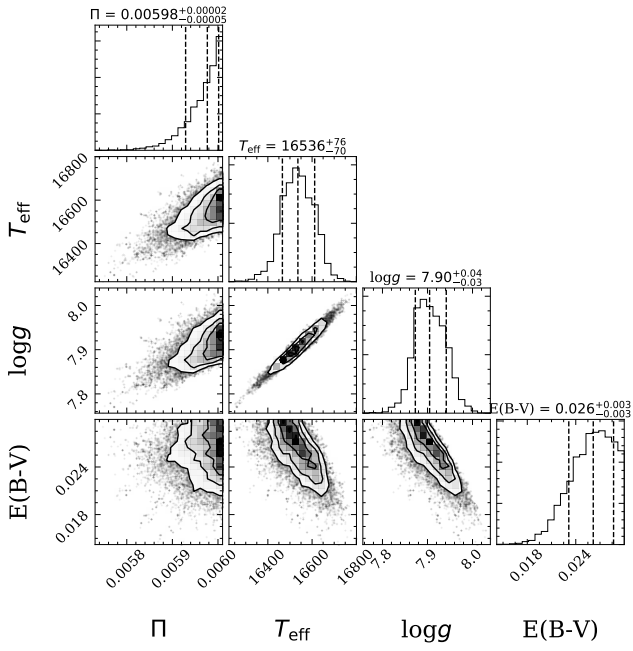 Π = 0.00598+0.00002−0.00005
Teff = 16536+76−70
16800
16600
16400
Teff
logg = 7.90+0.04−0.03
8.0
7.9
7.8
logg
E(B-V) = 0.026+0.003−0.003
0.024
0.018
E(B-V)
0.0058
0.0059
0.0060
16400
16600
16800
7.8
7.9
8.0
0.018
0.024
Π
Teff
logg
E(B-V)